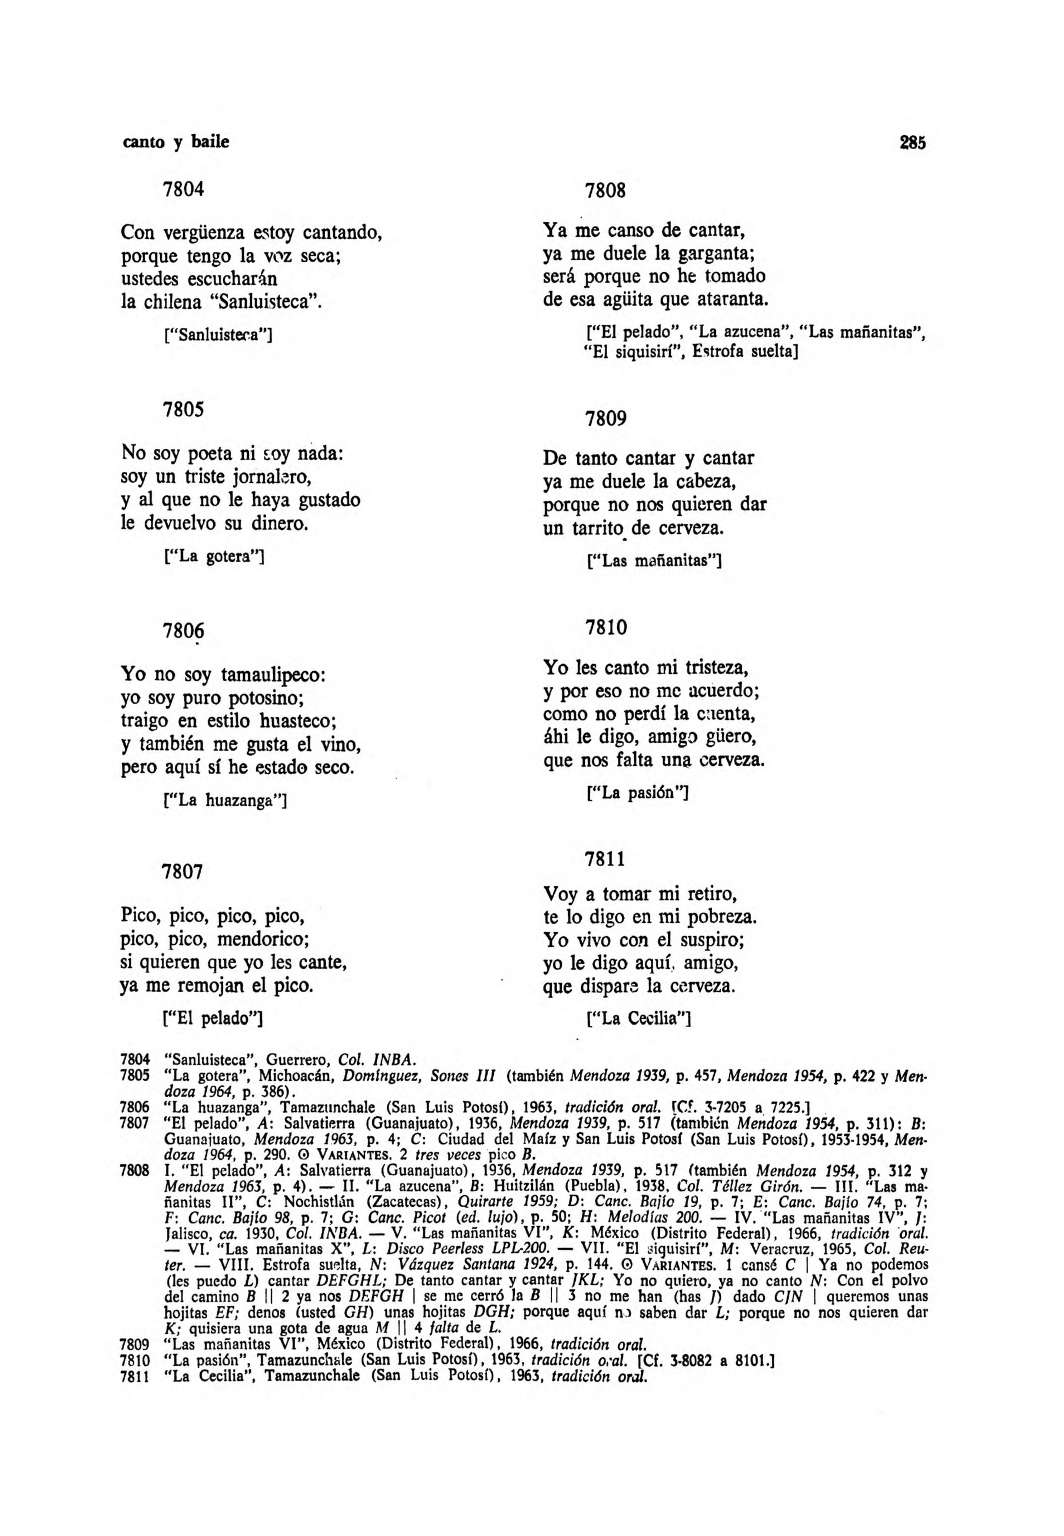 canto y baile 285
7804
Con vergüenza estoy cantando,
porque tengo la voz seca;
ustedes escucharán
la chilena “Sanluisteca”.
[“Sanluisteca”]
7805
No soy poeta ni soy nada:
soy un triste jornalero,
y al que no le haya gustado
le devuelvo su dinero.
[“La gotera”]
7806
Yo no soy tamaulipeco:
yo soy puro potosino;
traigo en estilo huasteco;
y también me gusta el vino,
pero aquí sí he estado seco.
[“La huazanga”]
7807
Pico, pico, pico, pico,
pico, pico, mendorico;
si quieren que yo les cante,
ya me remojan el pico.
[“El pelado”]
7808
Ya me canso de cantar,
ya me duele la garganta;
será porque no he tomado
de esa agüita que ataranta.
[“El pelado”, “La azucena”, “Las mañanitas”,
“El siquisirí”, Estrofa suelta]
7809
De tanto cantar y cantar
ya me duele la cabeza,
porque no nos quieren dar
un tarrito de cerveza.
[“Las mañanitas”]
7810
Yo les canto mi tristeza,
y por eso no me acuerdo;
como no perdí la cuenta,
áhi le digo, amigo güero,
que nos falta una cerveza.
[“La pasión”]
7811
Voy a tomar mi retiro,
te lo digo en mi pobreza.
Yo vivo con el suspiro;
yo le digo aquí, amigo,
que dispare la cerveza.
[“La Cecilia”]
7804 “Sanluisteca”, Guerrero, Col. INBA.
7805 “La gotera”, Michoacán, Domínguez, Sones III (también Mendoza 1939, p. 457, Mendoza 1954, p. 422 y Men-
doza 1964, p. 386).
7806 “La huazanga”, Tamazunchale (San Luis Potosí), 1963, tradición oral. [Cf. 3-7205 a 7225.]
7807 “El pelado”, A: Salvatierra (Guanajuato), 1936, Mendoza 1939, p. 517 (también Mendoza 1954, p. 311): B:
Guanajuato, Mendoza 1963, p. 4; C: Ciudad del Maíz y San Luis Potosí (San Luis Potosí), 1953-1954, Men-
doza 1964, p. 290. ⊙ VARIANTES. 2 tres veces pico B.
7808 I. “El pelado”, A: Salvatierra (Guanajuato), 1936, Mendoza 1939, p. 517 (también Mendoza 1954, p. 312 y
Mendoza 1963, p. 4). — II. “La azucena”, B: Huitzilán (Puebla), 1938, Col. Téllez Girón. — III. “Las ma-
ñanitas II”, C: Nochistlán (Zacatecas), Quirarte 1959; D: Canc. Bajío 19, p. 7; E: Canc. Bajío 74, p. 7;
F: Canc. Bajío 98, p. 7; G: Canc. Picot (ed. lujo), p. 50; H: Melodías 200. — IV. “Las mañanitas IV”, J:
Jalisco, ca. 1930, Col. INBA. — V. “Las mañanitas VI”, K: México (Distrito Federal), 1966, tradición oral.
— VI. “Las mañanitas X”, L: Disco Peerless LPL-200. — VII. “El siquisirí”, M: Veracruz, 1965, Col. Reu-
ter. — VIII. Estrofa suelta, N: Vázquez Santana 1924, p. 144. ⊙ VARIANTES. 1 cansé C | Ya no podemos
(les puedo L) cantar DEFGHL; De tanto cantar y cantar JKL; Yo no quiero, ya no canto N: Con el polvo
del camino B || 2 ya nos DEFGH | se me cerró la B || 3 no me han (has J) dado CJN | queremos unas
hojitas EF; denos (usted GH) unas hojitas DGH; porque aquí no saben dar L; porque no nos quieren dar
K; quisiera una gota de agua M || 4 falta de L.
7809 “Las mañanitas VI”, México (Distrito Federal), 1966, tradición oral.
7810 “La pasión”, Tamazunchale (San Luis Potosí), 1963, tradición oral. [Cf. 3-8082 a 8101.]
7811 “La Cecilia”, Tamazunchale (San Luis Potosí), 1963, tradición oral.